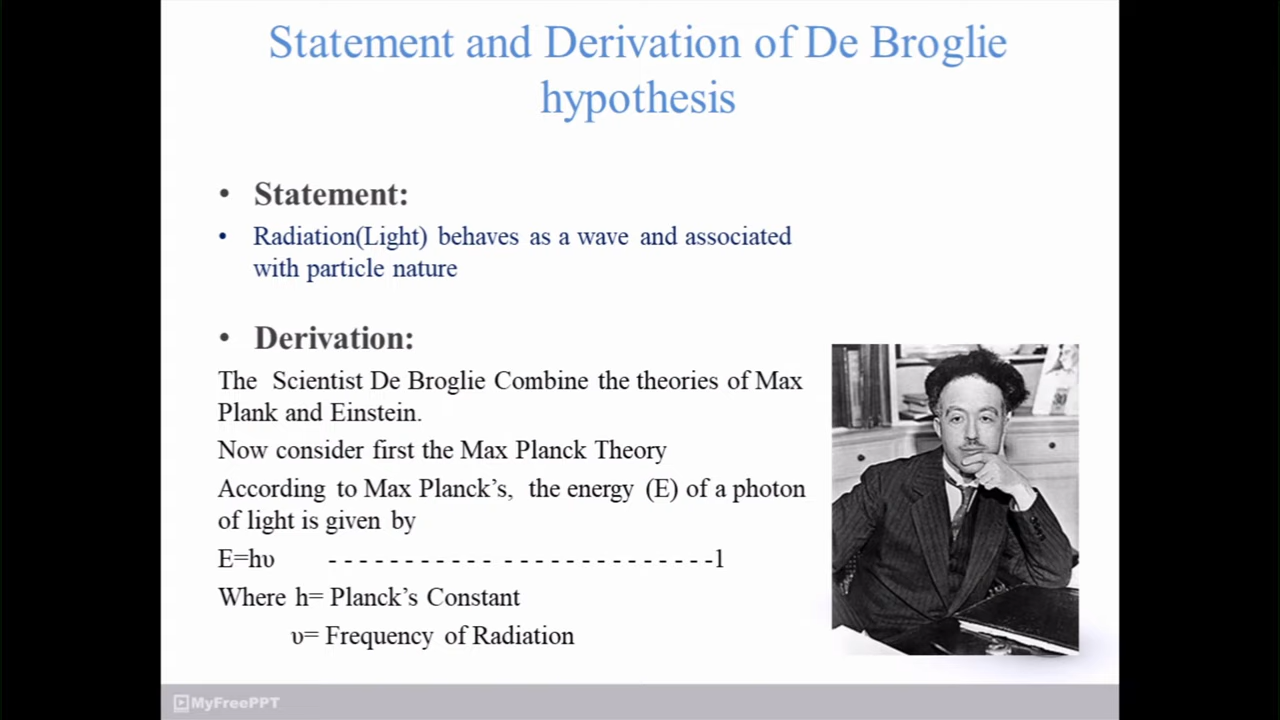 Statement and Derivation of De Broglie
hypothesis
• Statement:
• Radiation(Light) behaves as a wave and associated
with particle nature
• Derivation:
The Scientist De Broglie Combine the theories of Max
Plank and Einstein.
Now consider first the Max Planck Theory
According to Max Planck’s, the energy (E) of a photon
of light is given by
E=hυ - - - - - - - - - - - - - - - - - - - - - - - - -1
Where h= Planck’s Constant
υ= Frequency of Radiation
MyFreePPT